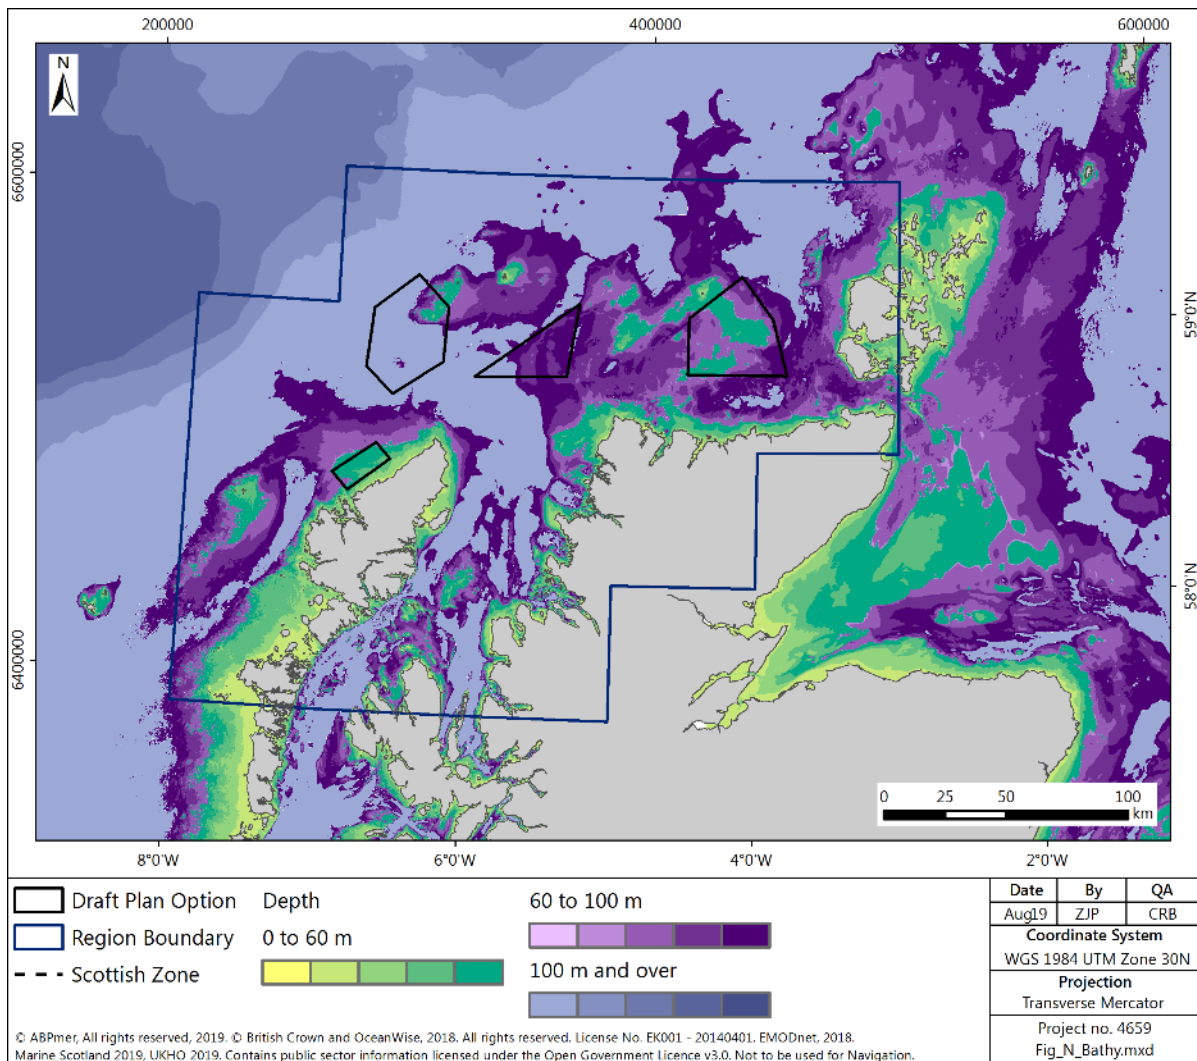 200000 400000 600000
N
6600000
59°0'N
58°0'N
6400000
0 25 50 100
km
8°0'W 6°0'W 4°0'W 2°0'W
Draft Plan Option
Region Boundary
Scottish Zone
Depth
0 to 60 m
60 to 100 m
100 m and over
Date By QA
Aug19 ZJP CRB
Coordinate System
WGS 1984 UTM Zone 30N
Projection
Transverse Mercator
Project no. 4659
Fig_N_Bathy.mxd
© ABPmer, All rights reserved, 2019. © British Crown and OceanWise, 2018. All rights reserved. License No. EK001 - 20140401. EMODnet, 2018.
Marine Scotland 2019, UKHO 2019. Contains public sector information licensed under the Open Government Licence v3.0. Not to be used for Navigation.